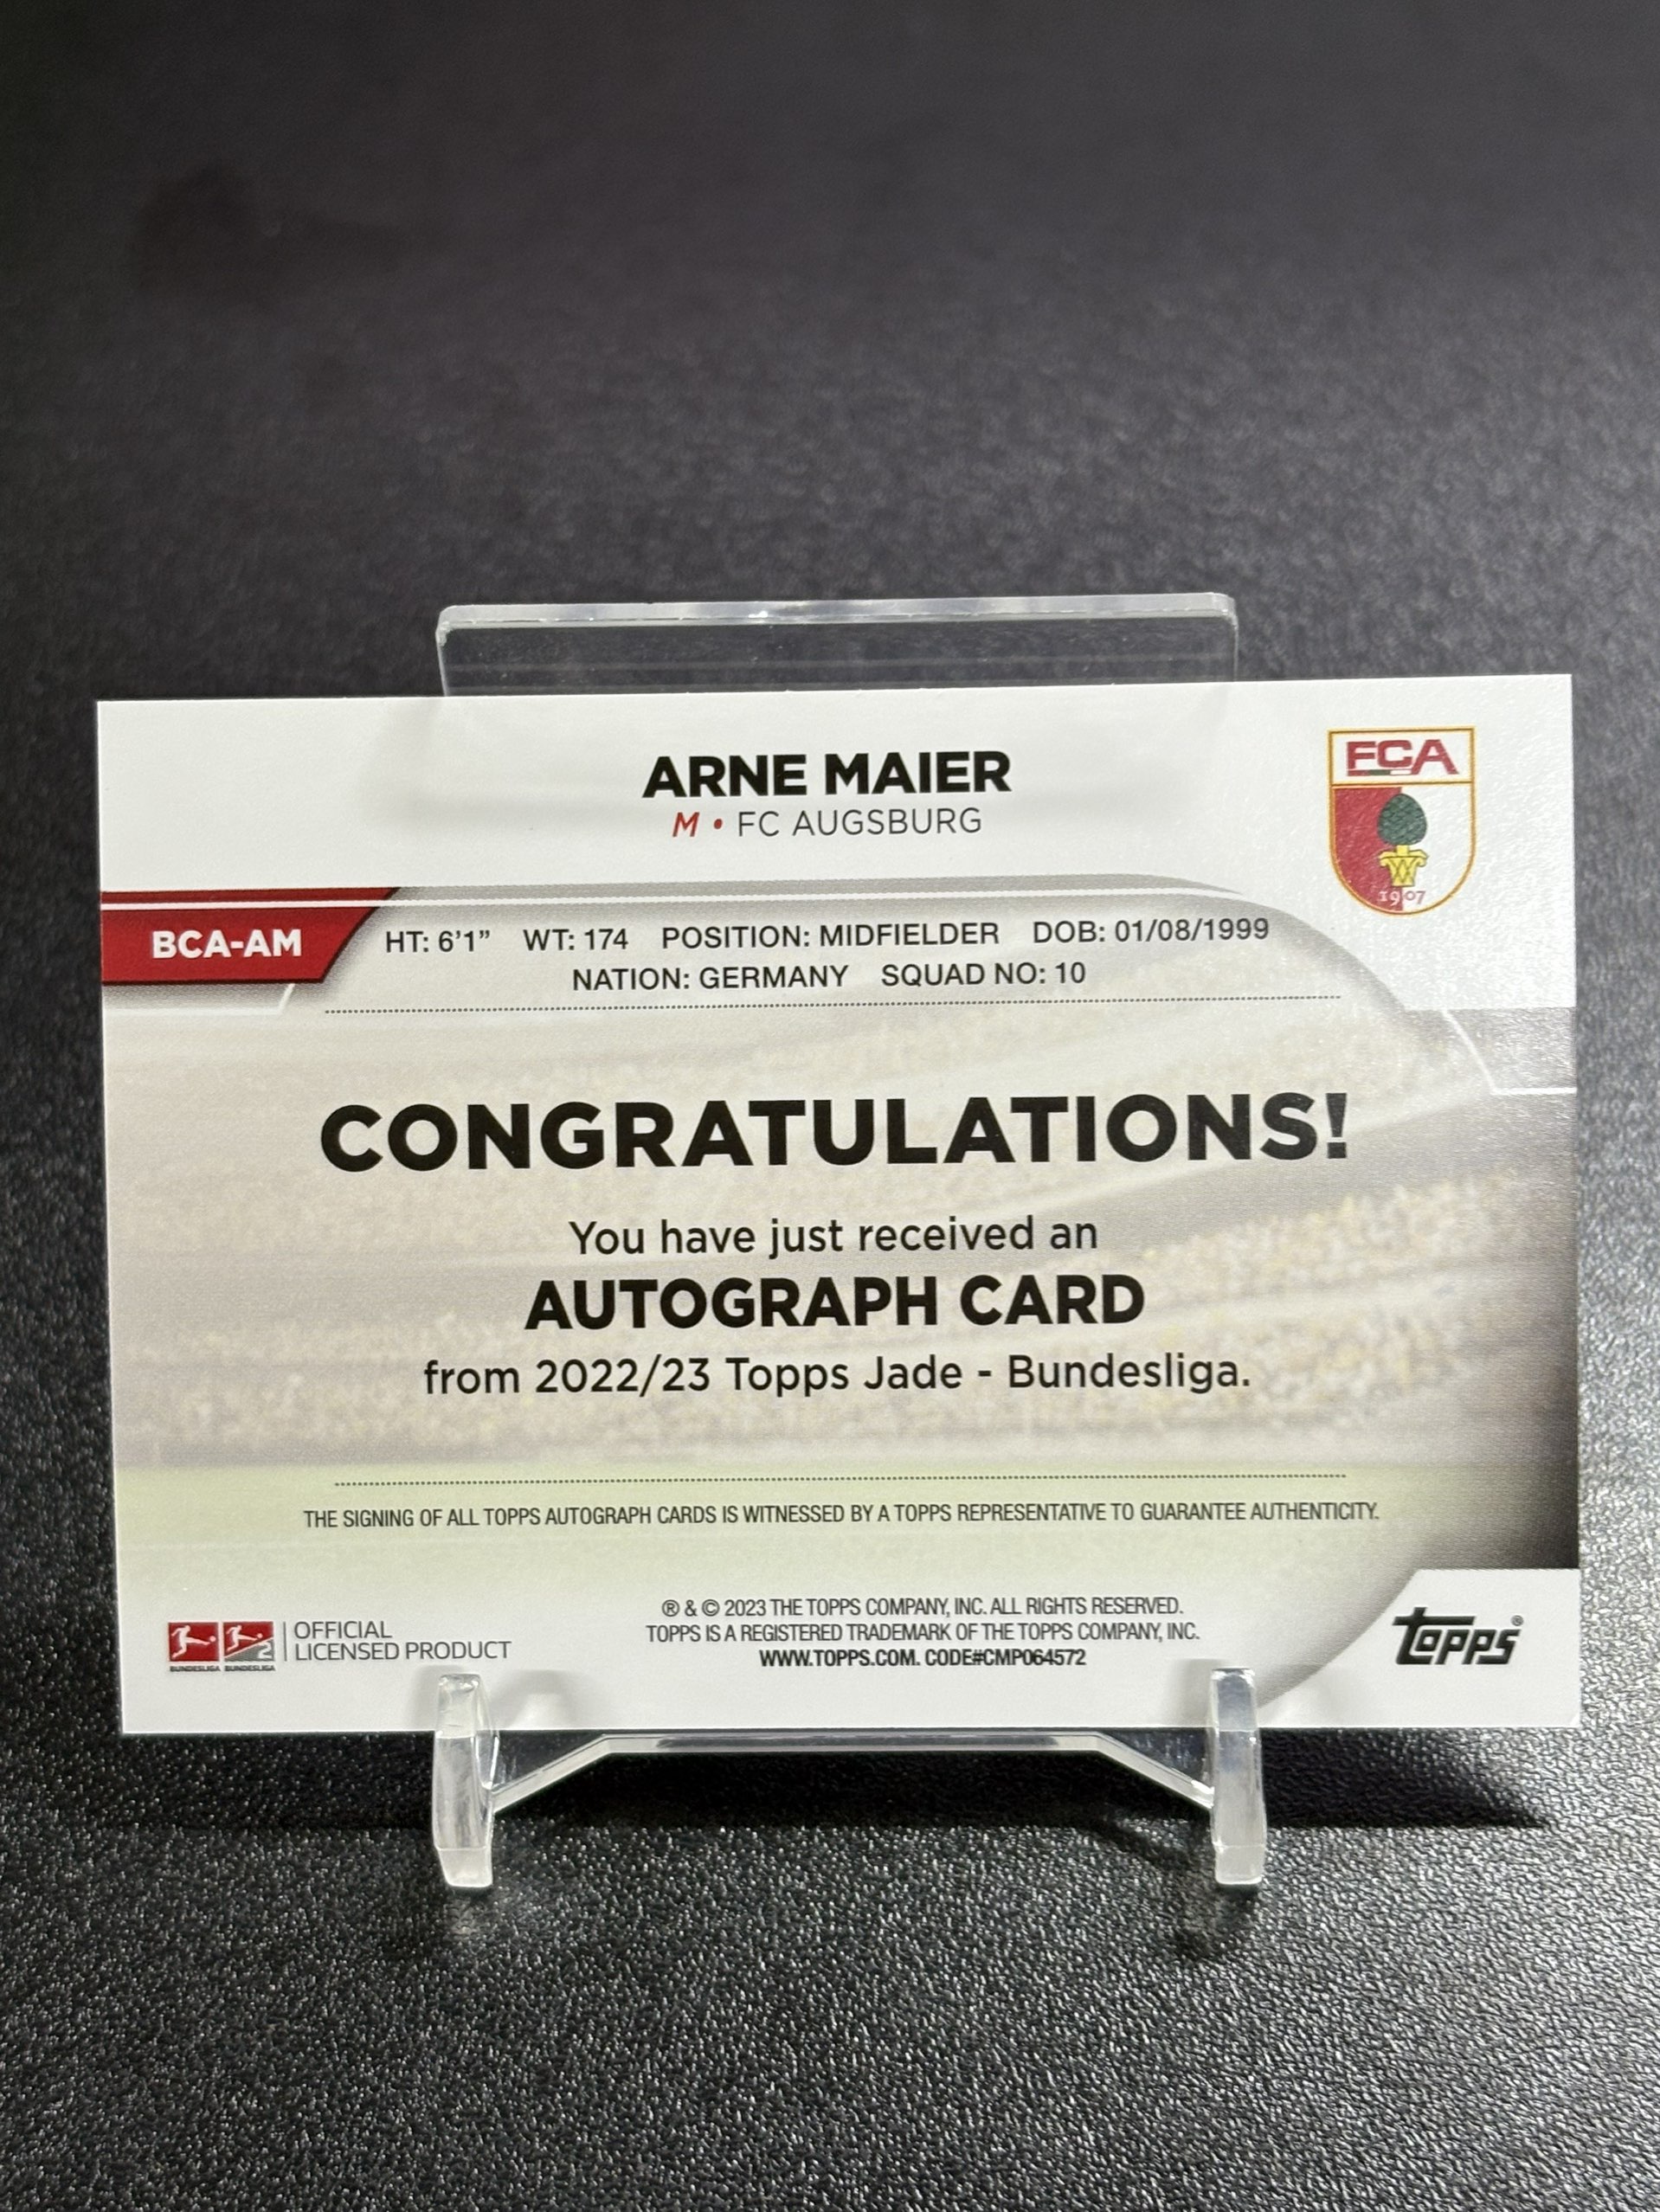 ARNE MAIER
M • FC AUGSBURG
FCA
1907
BCA-AM
HT: 6'1" WT: 174 POSITION: MIDFIELDER DOB: 01/08/1999
NATION: GERMANY SQUAD NO: 10
CONGRATULATIONS!
You have just received an
AUTOGRAPH CARD
from 2022/23 Topps Jade - Bundesliga.
THE SIGNING OF ALL TOPPS AUTOGRAPH CARDS IS WITNESSED BY A TOPPS REPRESENTATIVE TO GUARANTEE AUTHENTICITY.
BUNDESLIGA
2
BUNDESLIGA
OFFICIAL
LICENSED PRODUCT
® & © 2023 THE TOPPS COMPANY, INC. ALL RIGHTS RESERVED.
TOPPS IS A REGISTERED TRADEMARK OF THE TOPPS COMPANY, INC.
WWW.TOPPS.COM. CODE#CMP064572
topps®